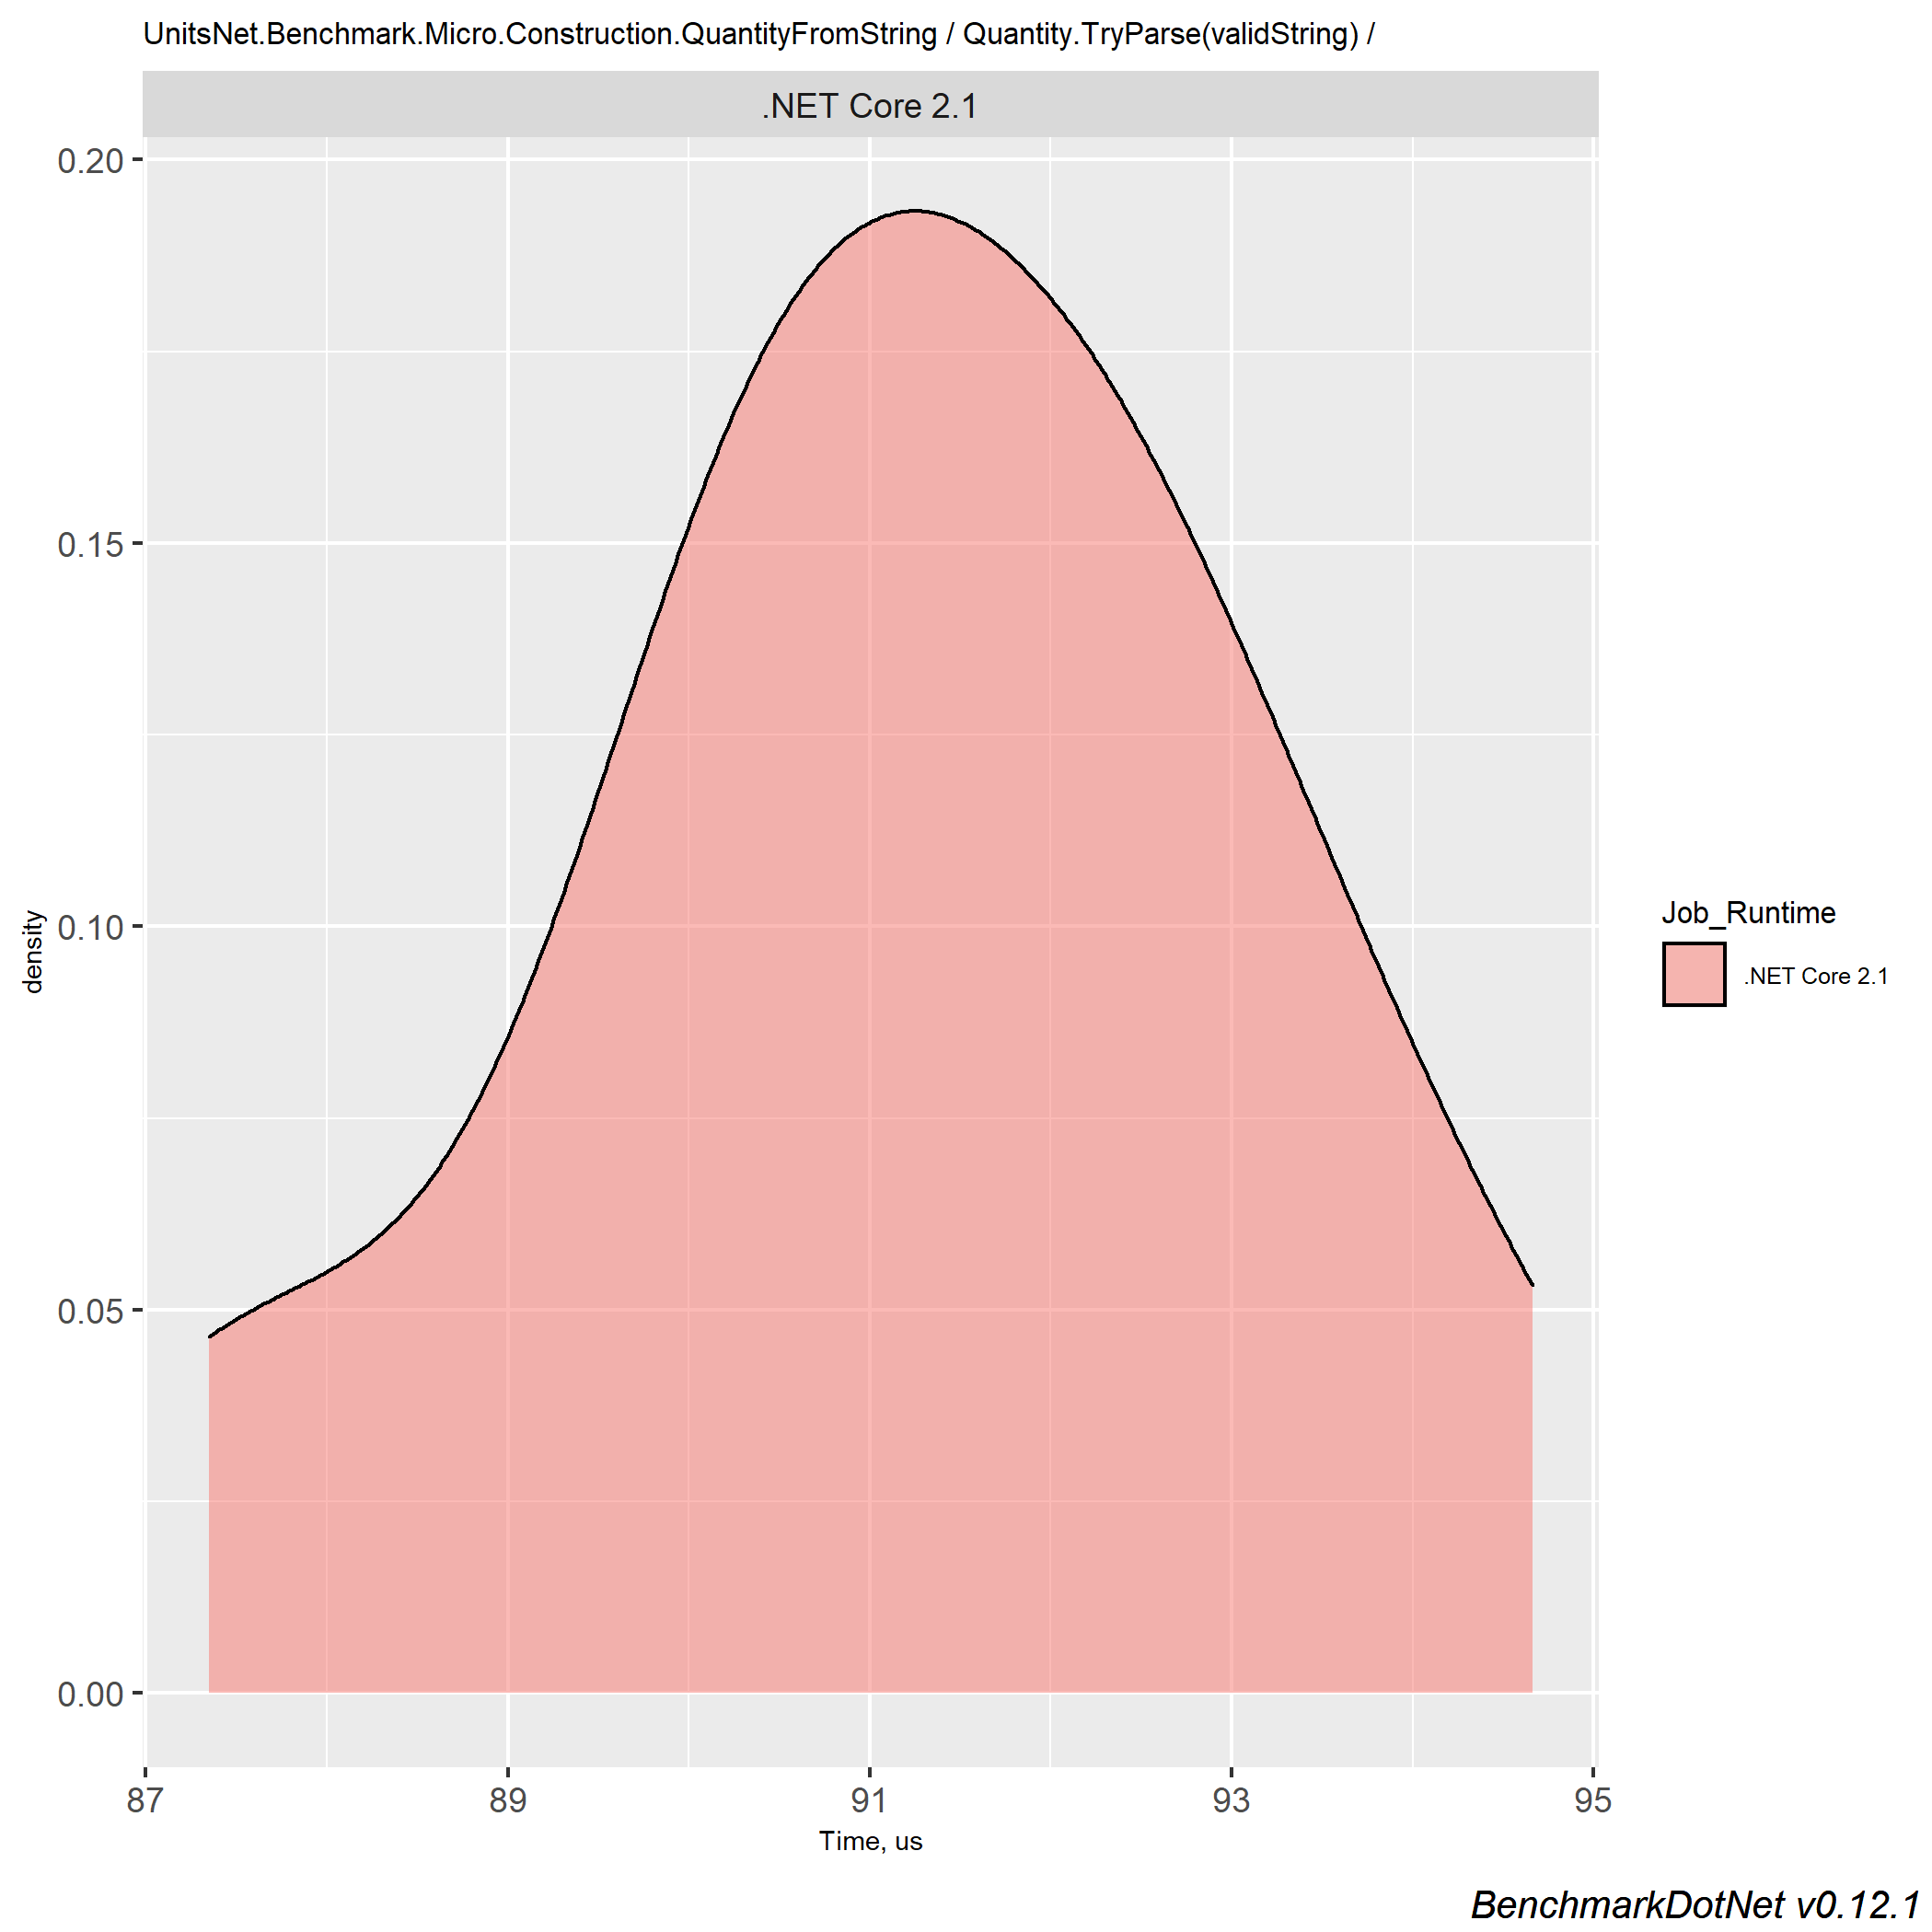 UnitsNet.Benchmark.Micro.Construction.QuantityFromString / Quantity.TryParse(validString) /
.NET Core 2.1
0.20
0.15
0.10
0.05
0.00
density
87 89 91 93 95
Time, us
Job_Runtime
.NET Core 2.1
BenchmarkDotNet v0.12.1